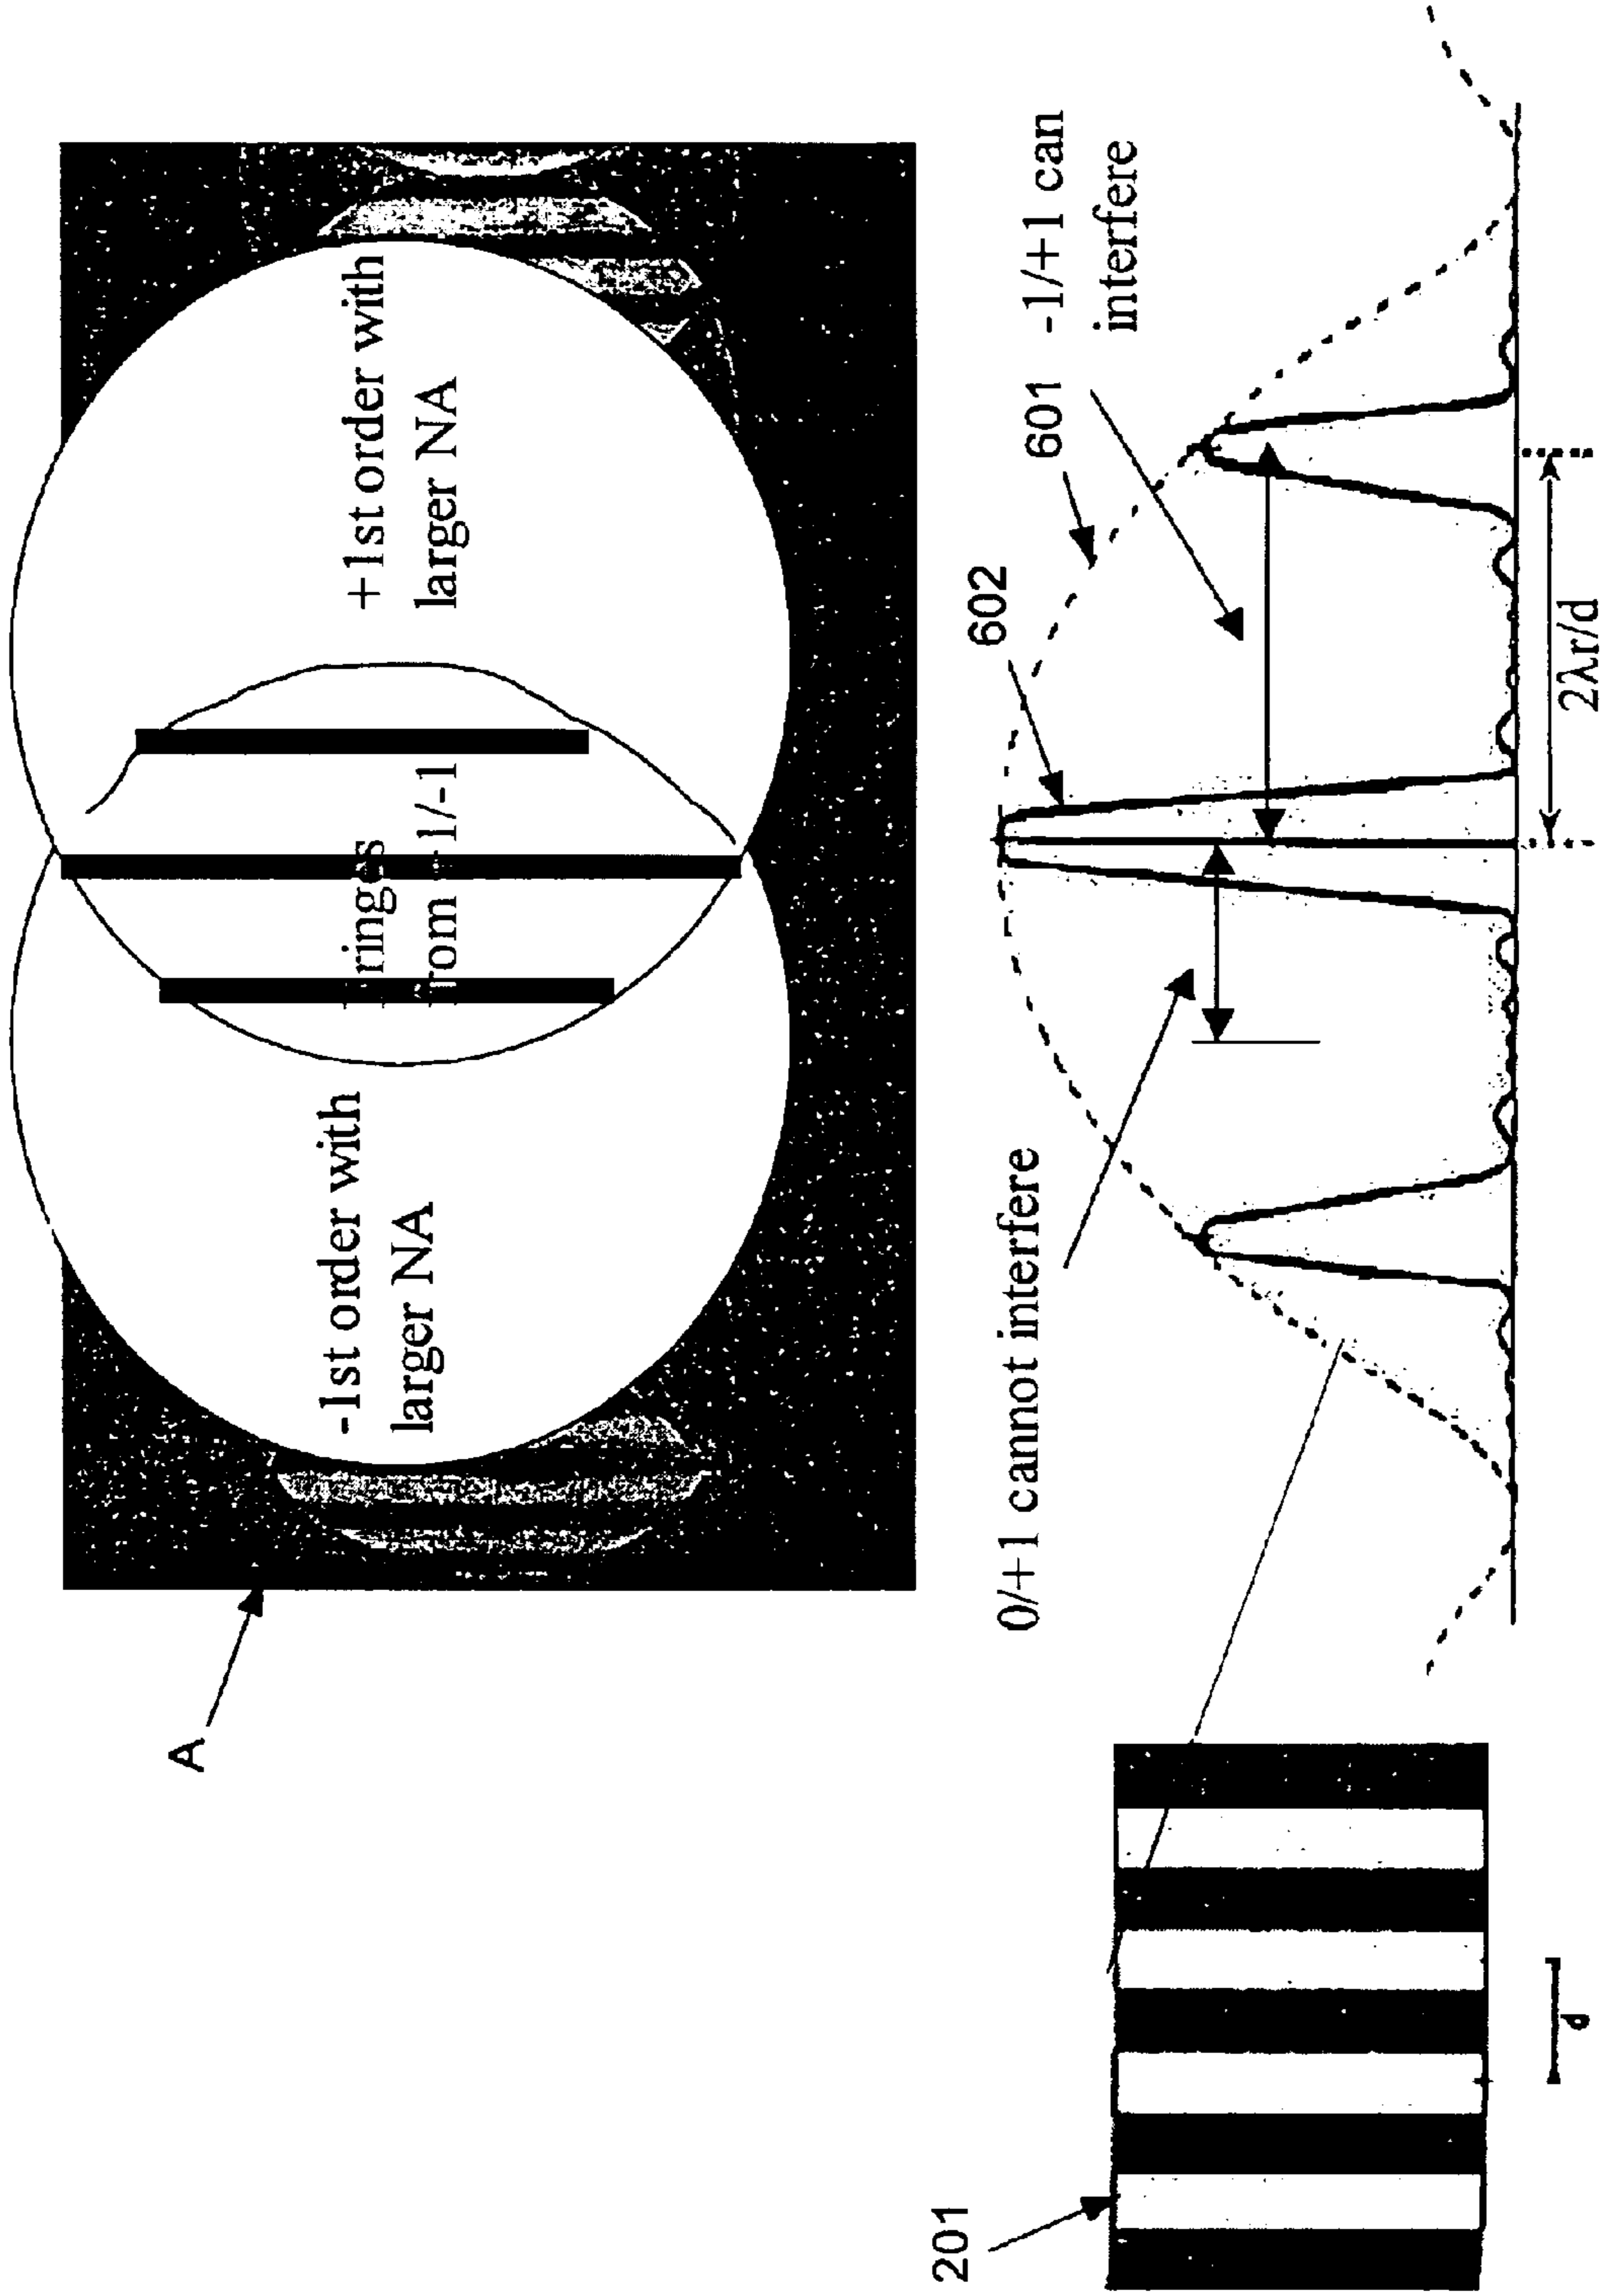 A
-1st order with
larger NA
+1st order with
larger NA
from
1/-1
201
d
0/+1 cannot interfere
602
601
-1/+1 can
interfere
2λr/d